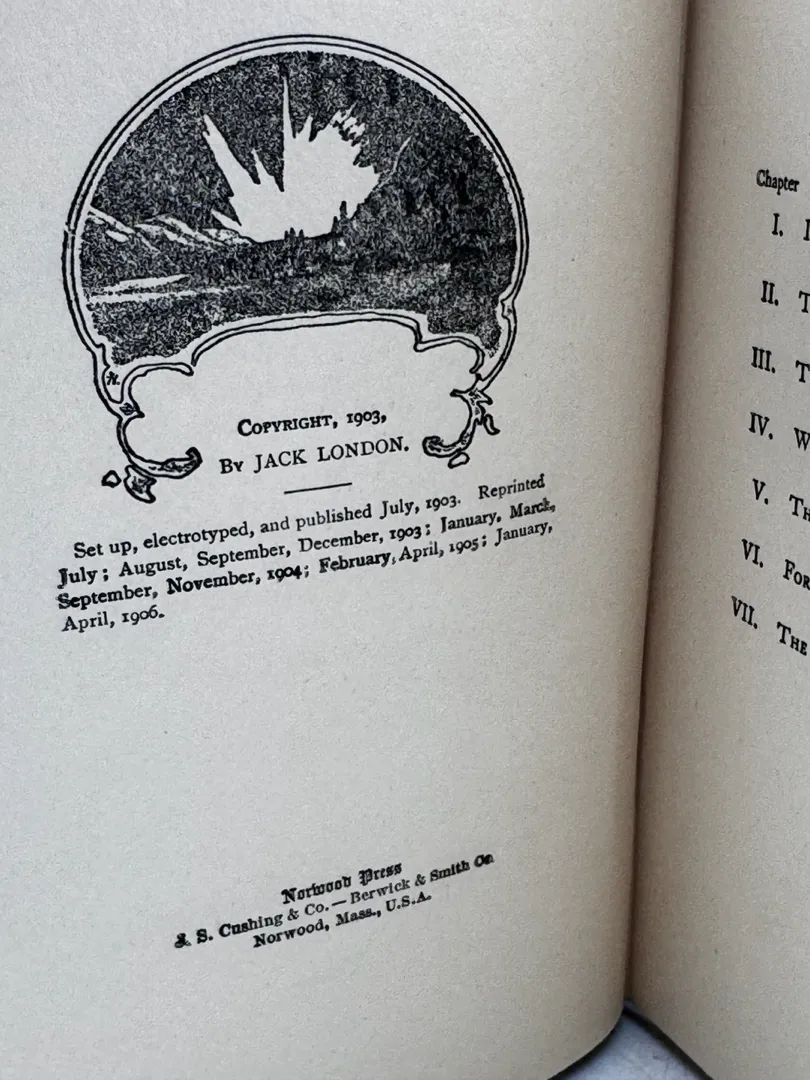 COPYRIGHT, 1903,
BY JACK LONDON.
Set up, electrotyped, and published July, 1903. Reprinted
July; August, September, December, 1903; January, March,
September, November, 1904; February, April, 1905; January,
April, 1906.
Norwood Press
J. S. Cushing & Co. — Berwick & Smith Co.
Norwood, Mass., U.S.A.
Chapter
I.
II.
III.
IV.
V.
VI.
VII. THE